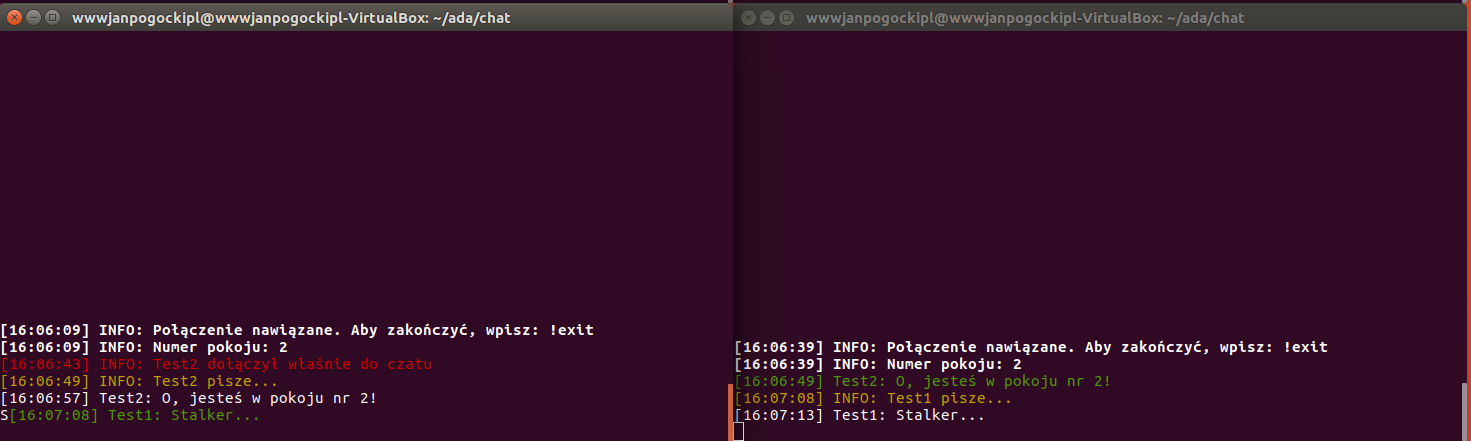 wwwjanpogockipl@wwwjanpogockipl-VirtualBox: ~/ada/chat
[16:06:09] INFO: Połączenie nawiązane. Aby zakończyć, wpisz: !exit
[16:06:09] INFO: Numer pokoju: 2
[16:06:43] INFO: Test2 dołączył właśnie do czatu
[16:06:49] INFO: Test2 pisze...
[16:06:57] Test2: O, jesteś w pokoju nr 2!
S[16:07:08] Test1: Stalker...
wwwjanpogockipl@wwwjanpogockipl-VirtualBox: ~/ada/chat
[16:06:39] INFO: Połączenie nawiązane. Aby zakończyć, wpisz: !exit
[16:06:39] INFO: Numer pokoju: 2
[16:06:49] Test2: O, jesteś w pokoju nr 2!
[16:07:08] INFO: Test1 pisze...
[16:07:13] Test1: Stalker...